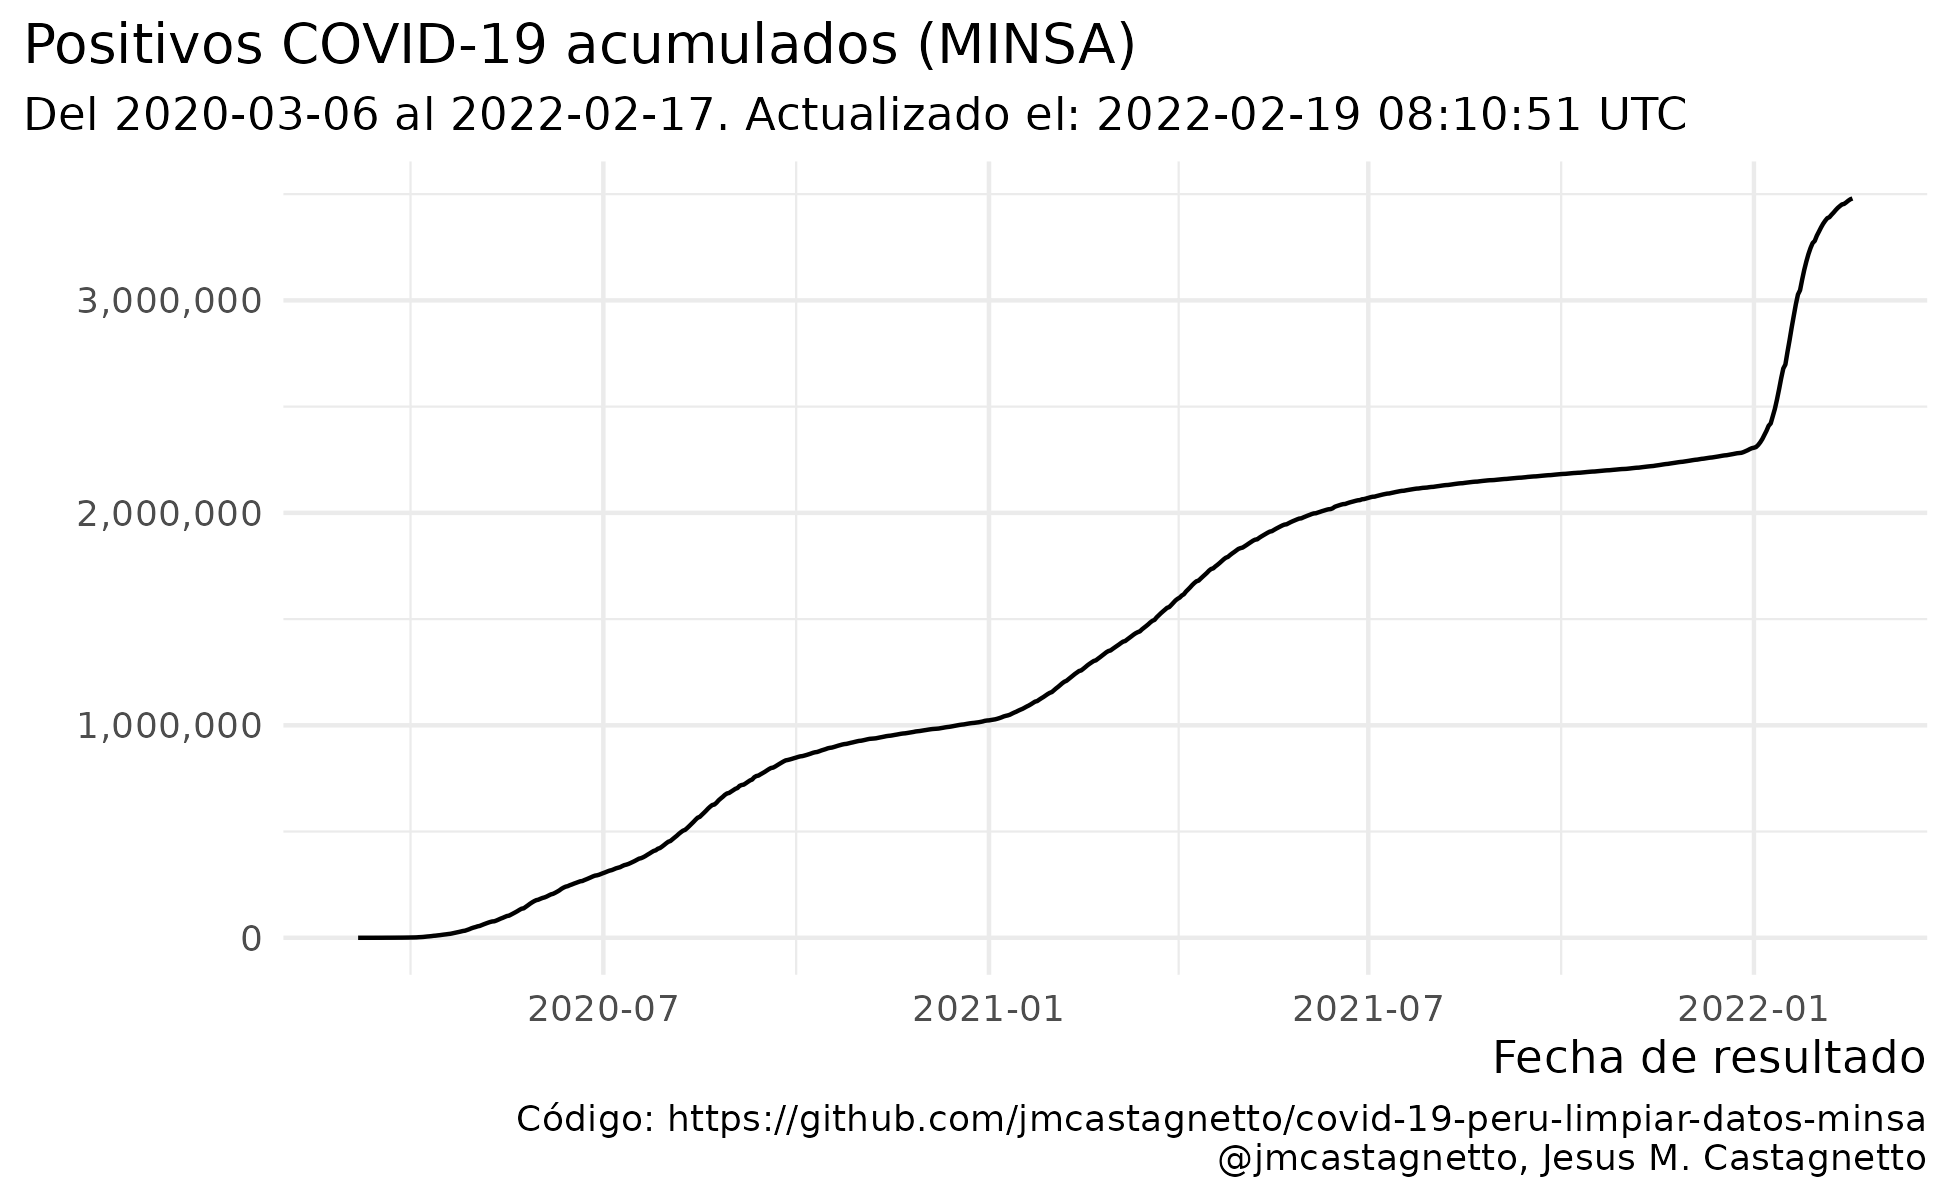 Positivos COVID-19 acumulados (MINSA)
Del 2020-03-06 al 2022-02-17. Actualizado el: 2022-02-19 08:10:51 UTC
3,000,000
2,000,000
1,000,000
0
2020-07 2021-01 2021-07 2022-01
Fecha de resultado
Código: https://github.com/jmcastagnetto/covid-19-peru-limpiar-datos-minsa
@jmcastagnetto, Jesus M. Castagnetto